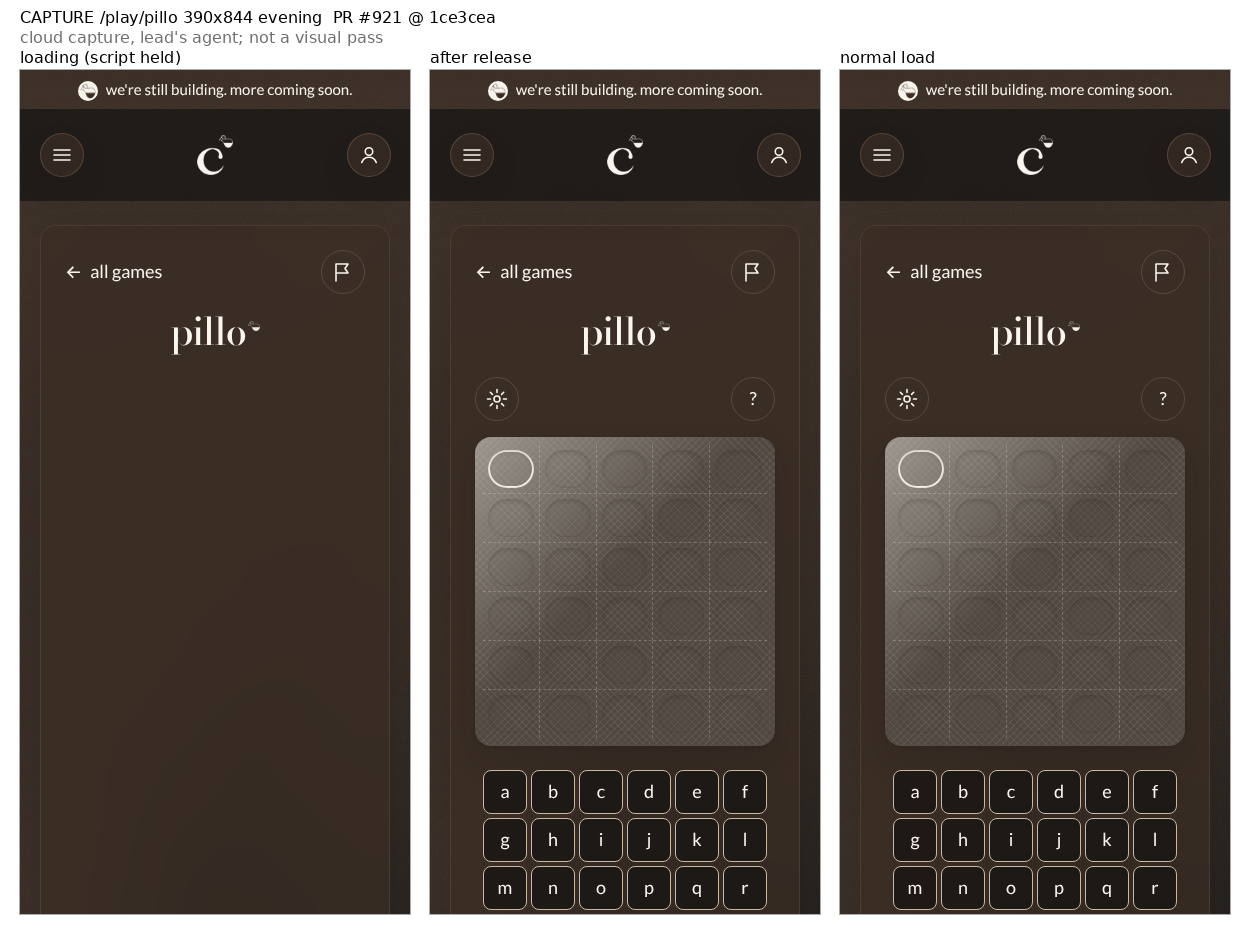 CAPTURE /play/pillo 390x844 evening  PR #921 @ 1ce3cea
cloud capture, lead's agent; not a visual pass
loading (script held)
we're still building. more coming soon.
c
all games
pillo
after release
we're still building. more coming soon.
c
all games
pillo
?
a b c d e f
g h i j k l
m n o p q r
normal load
we're still building. more coming soon.
c
all games
pillo
?
a b c d e f
g h i j k l
m n o p q r